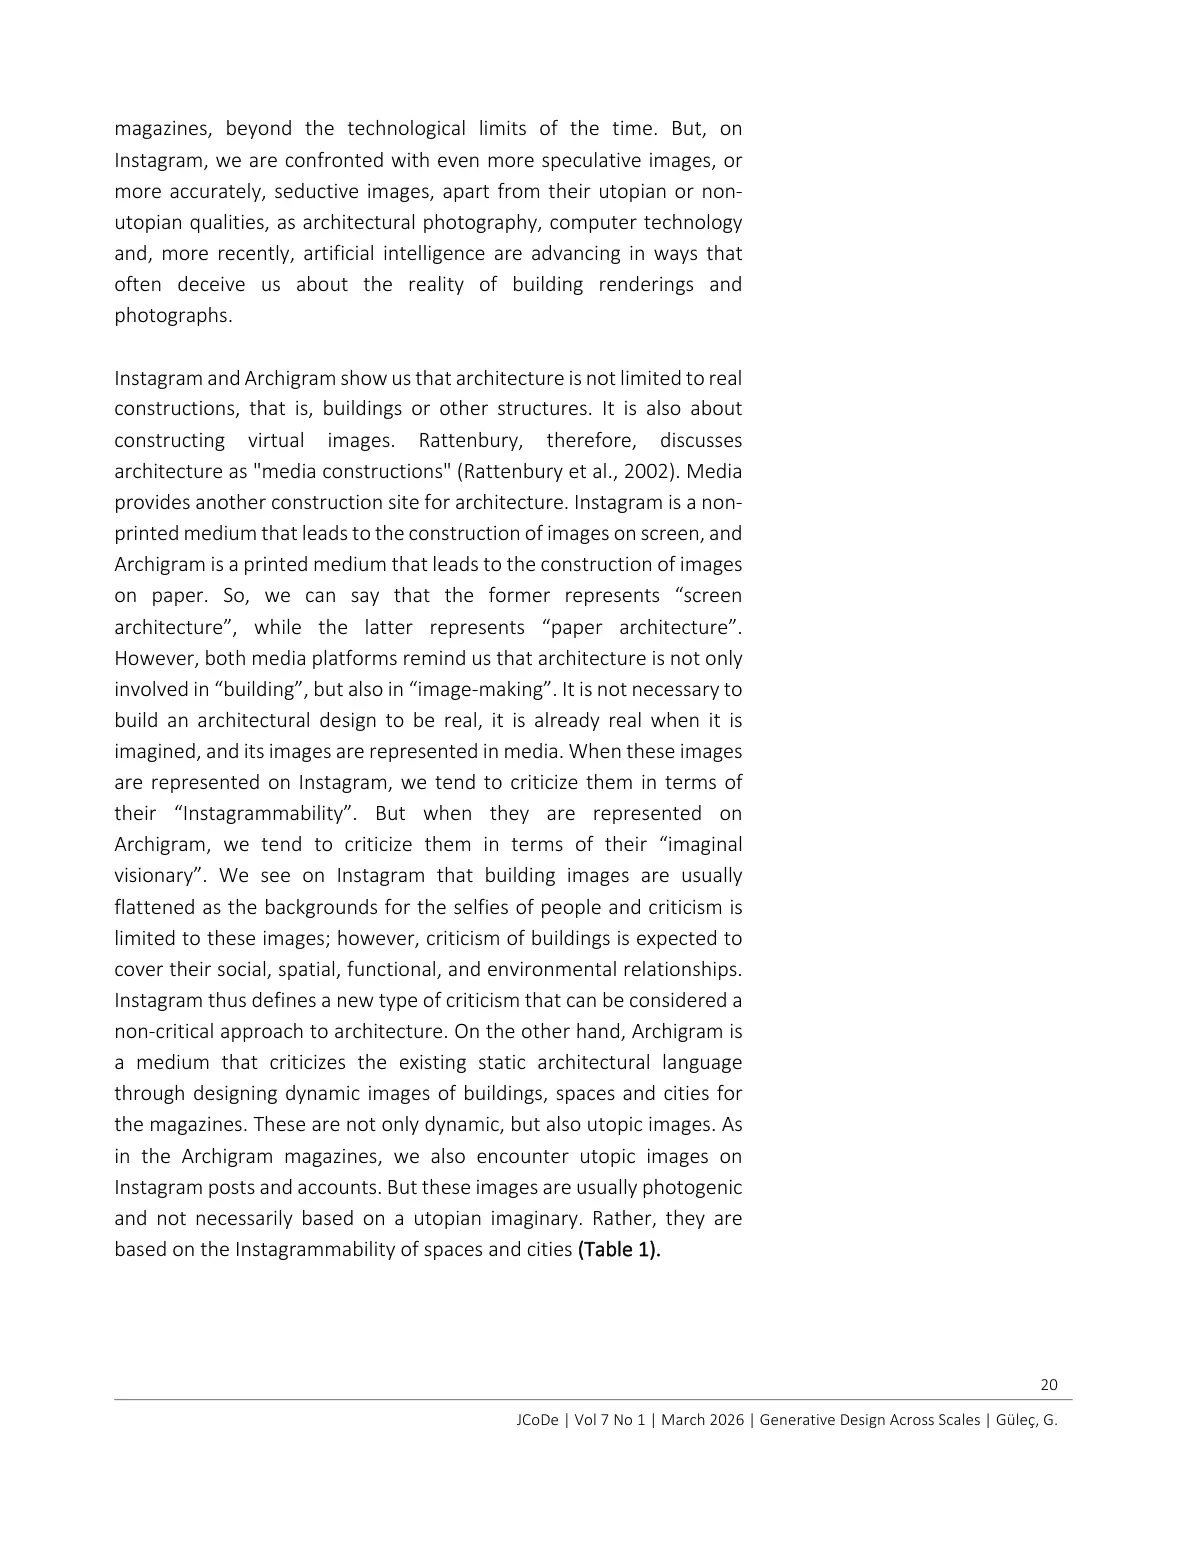 magazines, beyond the technological limits of the time. But, on
Instagram, we are confronted with even more speculative images, or
more accurately, seductive images, apart from their utopian or non-
utopian qualities, as architectural photography, computer technology
and, more recently, artificial intelligence are advancing in ways that
often deceive us about the reality of building renderings and
photographs.
Instagram and Archigram show us that architecture is not limited to real
constructions, that is, buildings or other structures. It is also about
constructing virtual images. Rattenbury, therefore, discusses
architecture as "media constructions" (Rattenbury et al., 2002). Media
provides another construction site for architecture. Instagram is a non-
printed medium that leads to the construction of images on screen, and
Archigram is a printed medium that leads to the construction of images
on paper. So, we can say that the former represents “screen
architecture”, while the latter represents “paper architecture”.
However, both media platforms remind us that architecture is not only
involved in “building”, but also in “image-making”. It is not necessary to
build an architectural design to be real, it is already real when it is
imagined, and its images are represented in media. When these images
are represented on Instagram, we tend to criticize them in terms of
their “Instagrammability”. But when they are represented on
Archigram, we tend to criticize them in terms of their “imaginal
visionary”. We see on Instagram that building images are usually
flattened as the backgrounds for the selfies of people and criticism is
limited to these images; however, criticism of buildings is expected to
cover their social, spatial, functional, and environmental relationships.
Instagram thus defines a new type of criticism that can be considered a
non-critical approach to architecture. On the other hand, Archigram is
a medium that criticizes the existing static architectural language
through designing dynamic images of buildings, spaces and cities for
the magazines. These are not only dynamic, but also utopic images. As
in the Archigram magazines, we also encounter utopic images on
Instagram posts and accounts. But these images are usually photogenic
and not necessarily based on a utopian imaginary. Rather, they are
based on the Instagrammability of spaces and cities (Table 1).
20
JCoDe | Vol 7 No 1 | March 2026 | Generative Design Across Scales | Güleç, G.